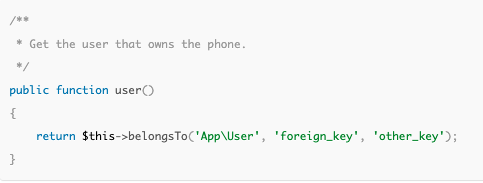 /**
 * Get the user that owns the phone.
 */
public function user()
{
    return $this->belongsTo('App\User', 'foreign_key', 'other_key');
}